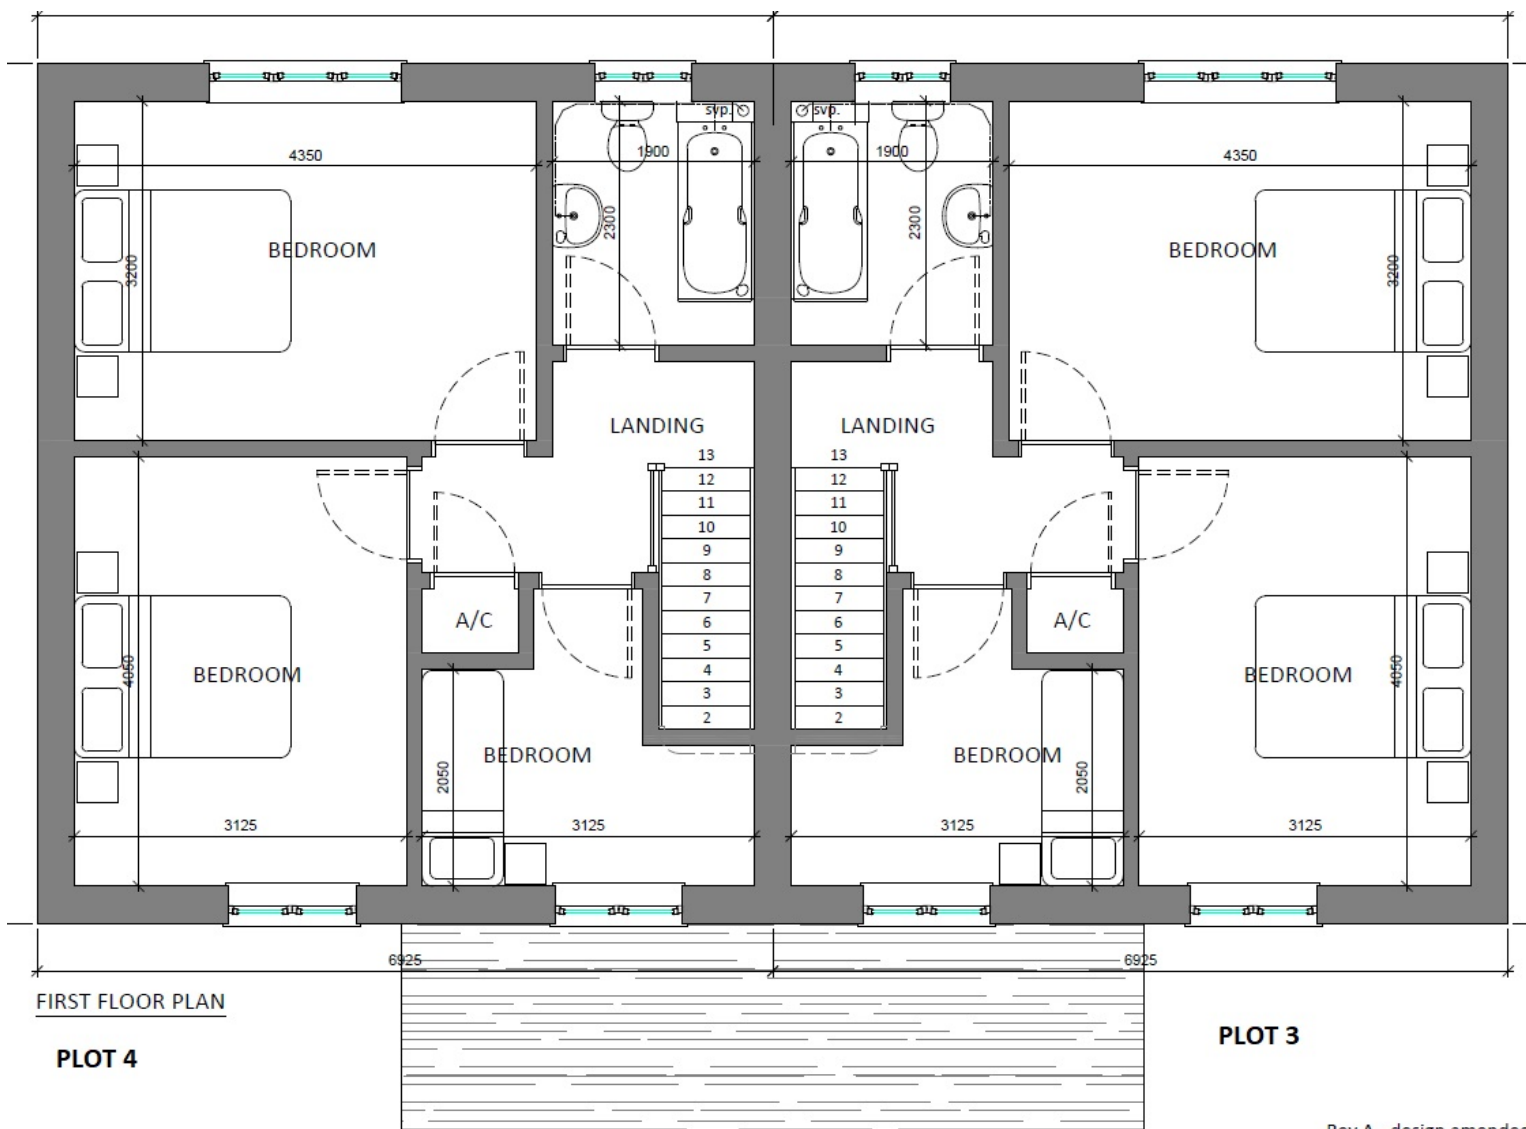 svp.
svp.
4350
1900
1900
4350
2300
2300
BEDROOM
BEDROOM
3200
3200
LANDING
LANDING
13
13
12
12
11
11
10
10
9
9
8
8
7
7
6
6
5
5
4
4
3
3
2
2
A/C
A/C
BEDROOM
BEDROOM
4050
4050
BEDROOM
BEDROOM
2050
2050
3125
3125
3125
3125
6925
6925
FIRST FLOOR PLAN
PLOT 4
PLOT 3
Rev A - design amended